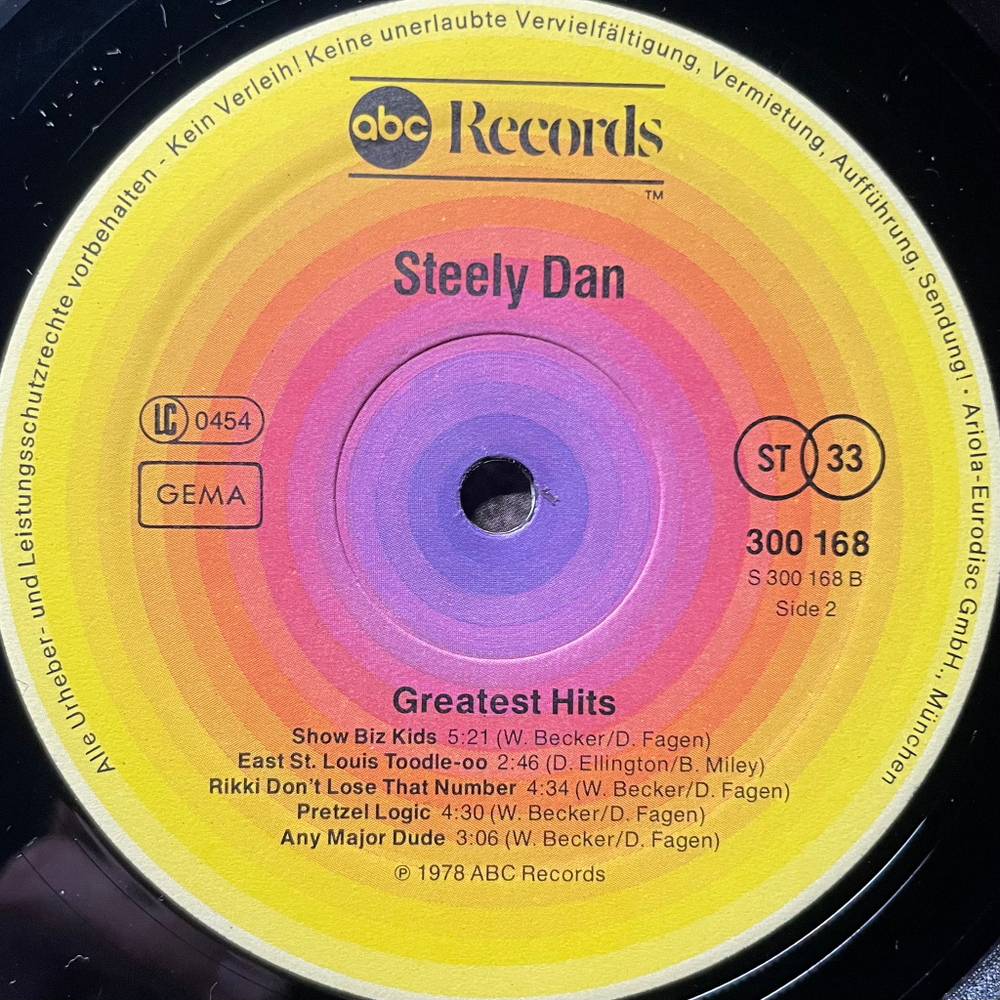 Alle Urheber- und Leistungsschutzrechte vorbehalten - Kein Verleih! Keine unerlaubte Vervielfältigung, Vermietung, Aufführung, Sendung! · Ariola-Eurodisc GmbH., München
abc Records
TM
Steely Dan
LC 0454
GEMA
ST 33
300 168
S 300 168 B
Side 2
Greatest Hits
Show Biz Kids 5:21 (W. Becker/D. Fagen)
East St. Louis Toodle-oo 2:46 (D. Ellington/B. Miley)
Rikki Don't Lose That Number 4:34 (W. Becker/D. Fagen)
Pretzel Logic 4:30 (W. Becker/D. Fagen)
Any Major Dude 3:06 (W. Becker/D. Fagen)
℗ 1978 ABC Records